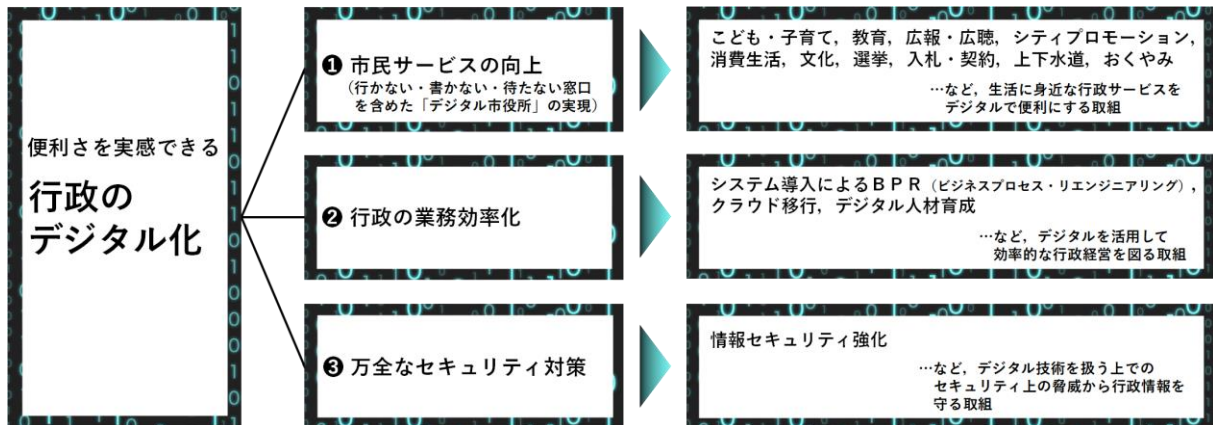 便利さを実感できる
行政の
デジタル化
❶ 市民サービスの向上
(行かない・書かない・待たない窓口
を含めた「デジタル市役所」の実現)
こども・子育て，教育，広報・広聴，シティプロモーション，
消費生活，文化，選挙，入札・契約，上下水道，おくやみ
…など，生活に身近な行政サービスを
デジタルで便利にする取組
❷ 行政の業務効率化
システム導入によるＢＰＲ（ビジネスプロセス・リエンジニアリング），
クラウド移行，デジタル人材育成
…など，デジタルを活用して
効率的な行政経営を図る取組
❸ 万全なセキュリティ対策
情報セキュリティ強化
…など，デジタル技術を扱う上での
セキュリティ上の脅威から行政情報を
守る取組